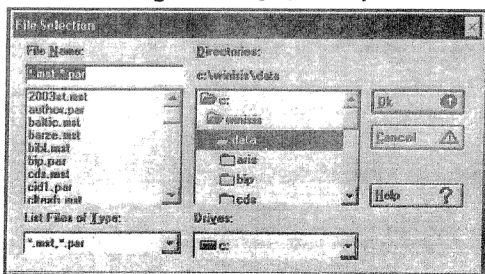 File Selection
File Name:
*.mst,*.par
2003st.mst
author.par
baltic.mst
barze.mst
bibl.mst
bip.par
cds.mst
cid1.par
List Files of Type:
*.mst,*.par
Directories:
c:\winisis\data
c:
winisis
data
aris
bip
cds
Drives:
c:
Ok
Cancel
Help